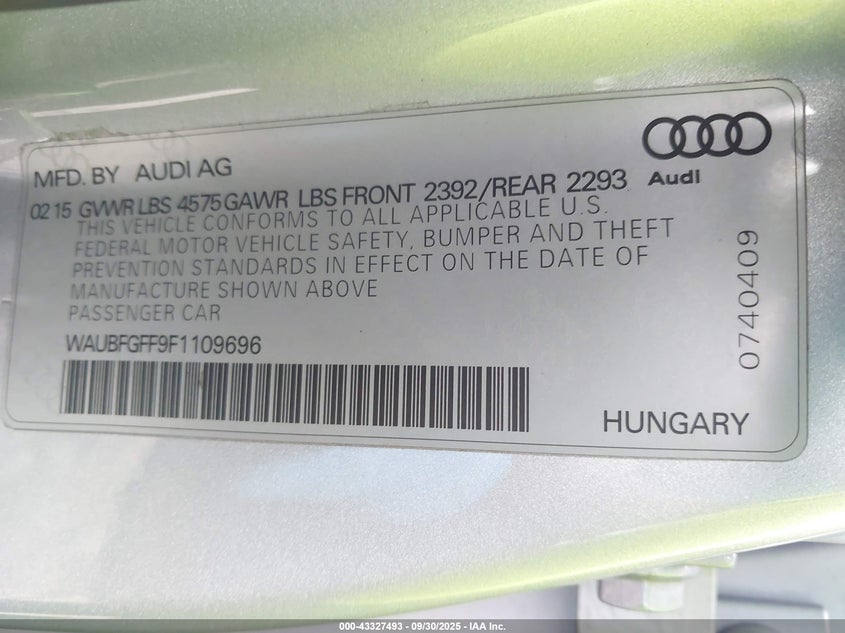 MFD. BY AUDI AG
Audi
02 15 GVWR LBS 4575 GAWR LBS FRONT 2392/REAR 2293
THIS VEHICLE CONFORMS TO ALL APPLICABLE U.S.
FEDERAL MOTOR VEHICLE SAFETY, BUMPER AND THEFT
PREVENTION STANDARDS IN EFFECT ON THE DATE OF
MANUFACTURE SHOWN ABOVE
PASSENGER CAR
WAUBFGFF9F1109696
0740409
HUNGARY
000-43327493 - 09/30/2025 - IAA Inc.